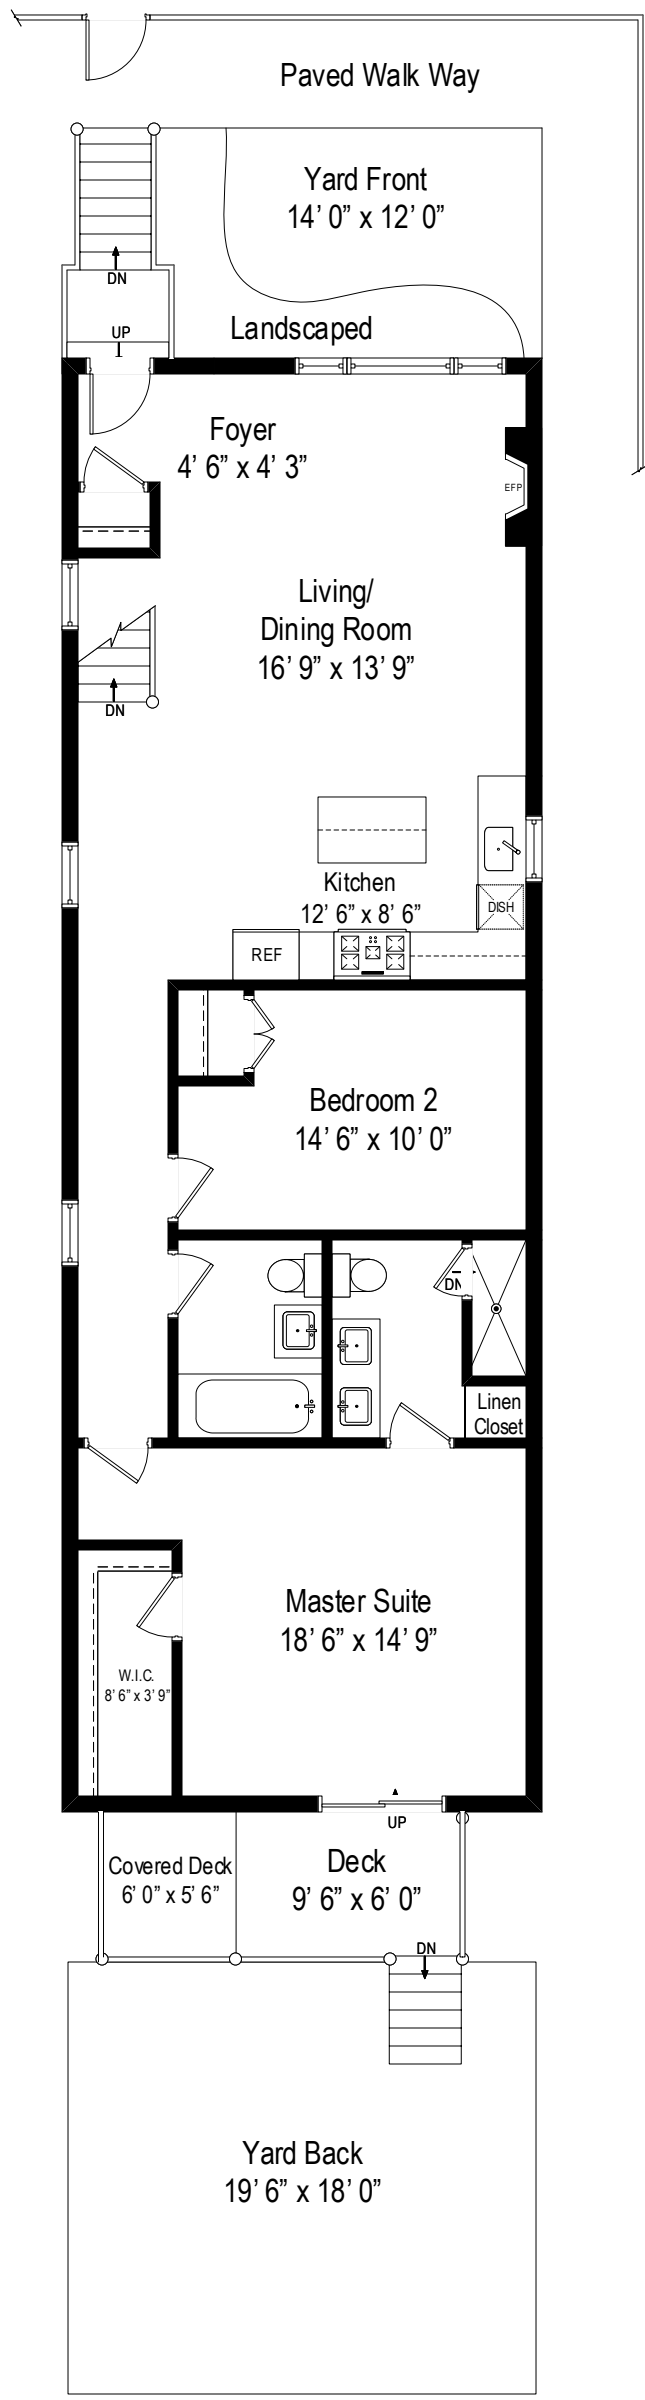 Paved Walk Way
Yard Front
14’ 0” x 12’ 0”
DN
UP
Landscaped
Foyer
4’ 6” x 4’ 3”
EFP
Living/
Dining Room
16’ 9” x 13’ 9”
DN
Kitchen
12’ 6” x 8’ 6”
DISH
REF
Bedroom 2
14’ 6” x 10’ 0”
DN
Linen
Closet
Master Suite
18’ 6” x 14’ 9”
W.I.C.
8’ 6” x 3’ 9”
UP
Covered Deck
6’ 0” x 5’ 6”
Deck
9’ 6” x 6’ 0”
DN
Yard Back
19’ 6” x 18’ 0”